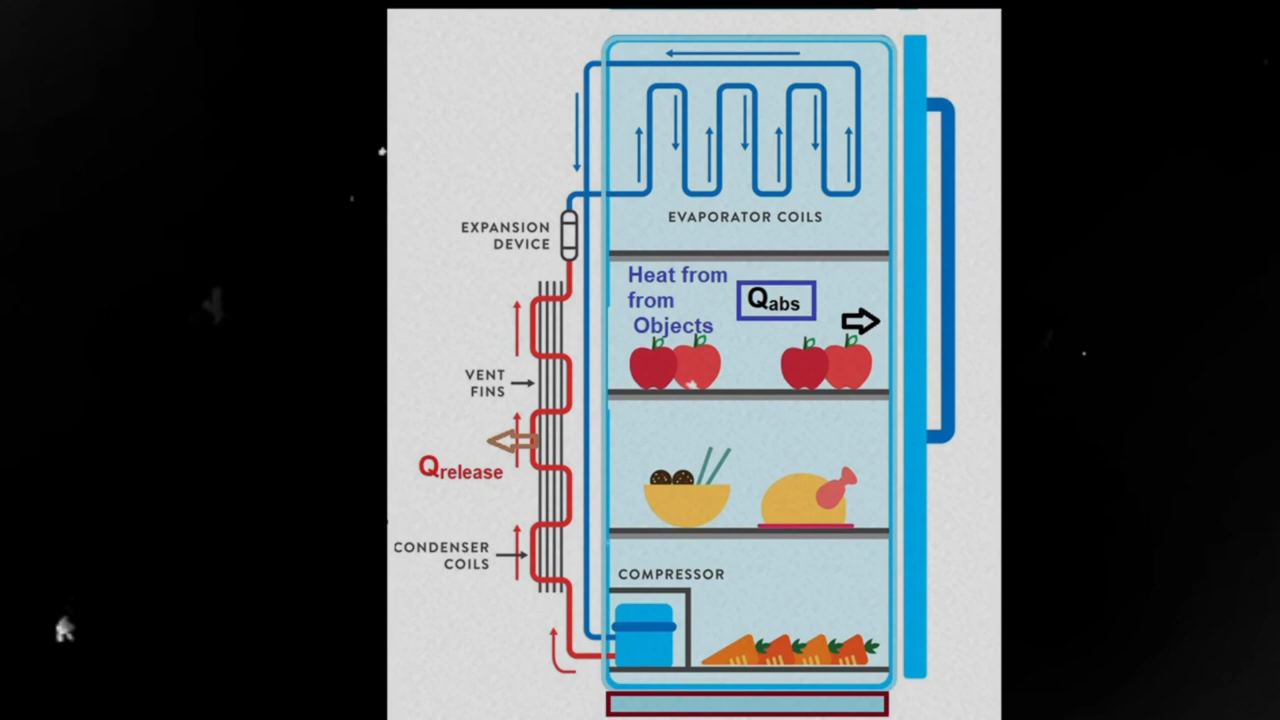 EVAPORATOR COILS
EXPANSION
DEVICE
Heat from
from
Objects
Qabs
VENT
FINS
Qrelease
CONDENSER
COILS
COMPRESSOR